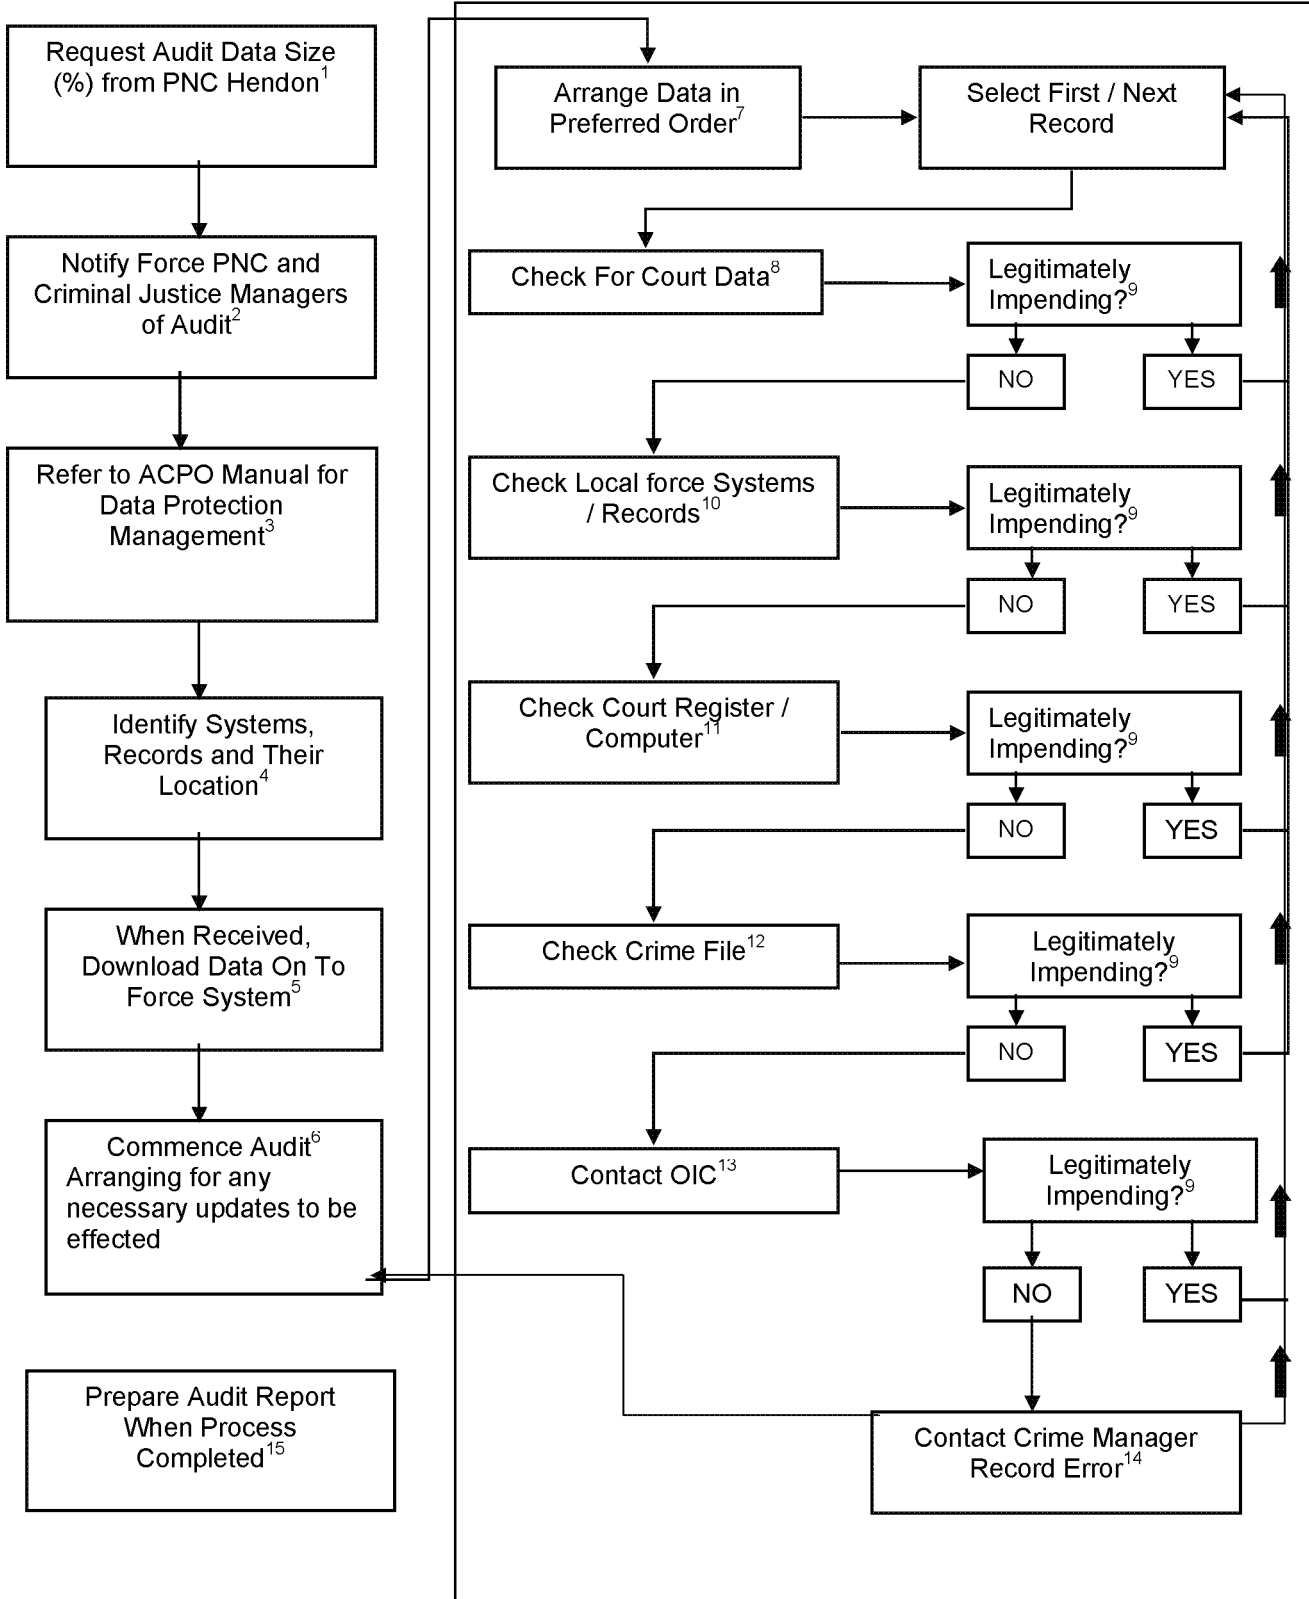 Request Audit Data Size
(%) from PNC Hendon1
Notify Force PNC and
Criminal Justice Managers
of Audit2
Refer to ACPO Manual for
Data Protection
Management3
Identify Systems,
Records and Their
Location4
When Received,
Download Data On To
Force System5
Commence Audit6
Arranging for any
necessary updates to be
effected
Prepare Audit Report
When Process
Completed15
Arrange Data in
Preferred Order7
Select First / Next
Record
Check For Court Data8
Legitimately
Impending?9
NO
YES
Check Local force Systems
/ Records10
Legitimately
Impending?9
NO
YES
Check Court Register /
Computer11
Legitimately
Impending?9
NO
YES
Check Crime File12
Legitimately
Impending?9
NO
YES
Contact OIC13
Legitimately
Impending?9
NO
YES
Contact Crime Manager
Record Error14